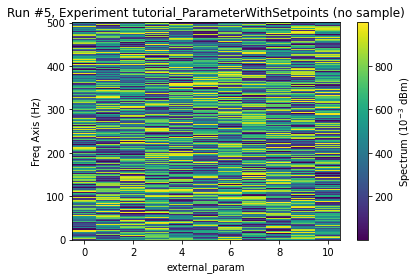 Run #5, Experiment tutorial_ParameterWithSetpoints (no sample)
500
400
300
200
100
0
Freq Axis (Hz)
0 2 4 6 8 10
external_param
800
600
400
200
Spectrum (10⁻³ dBm)